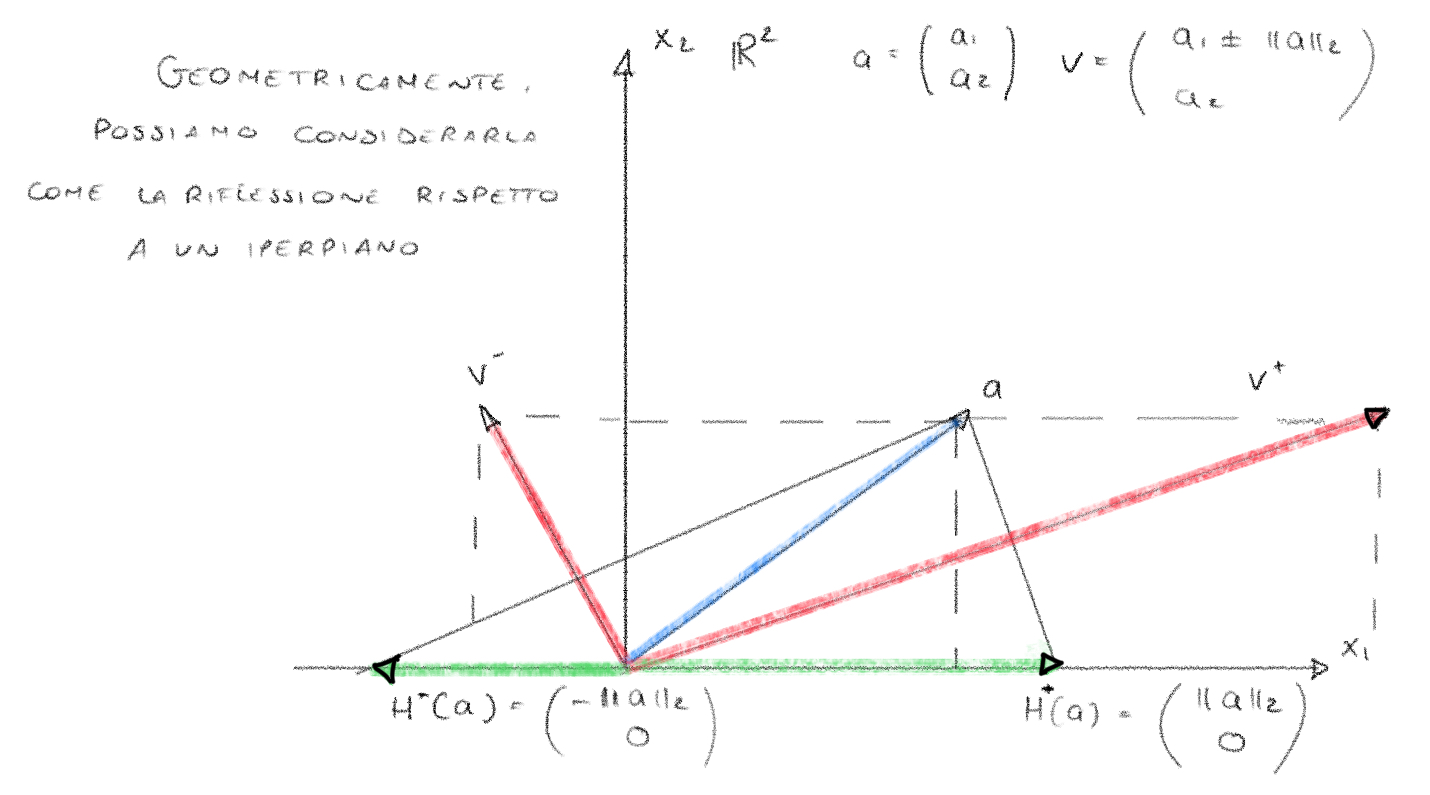 GEOMETRICAMENTE,
POSSIAMO CONSIDERARLA
COME LA RIFLESSIONE RISPETTO
A UN IPERPIANO
x₂ ℝ² a = (a₁ a₂) v = (a₁ ± ||a||₂ a₂)
v⁻
a
v⁺
x₁
H⁻(a) = (-||a||₂ 0)
H⁺(a) = (||a||₂ 0)